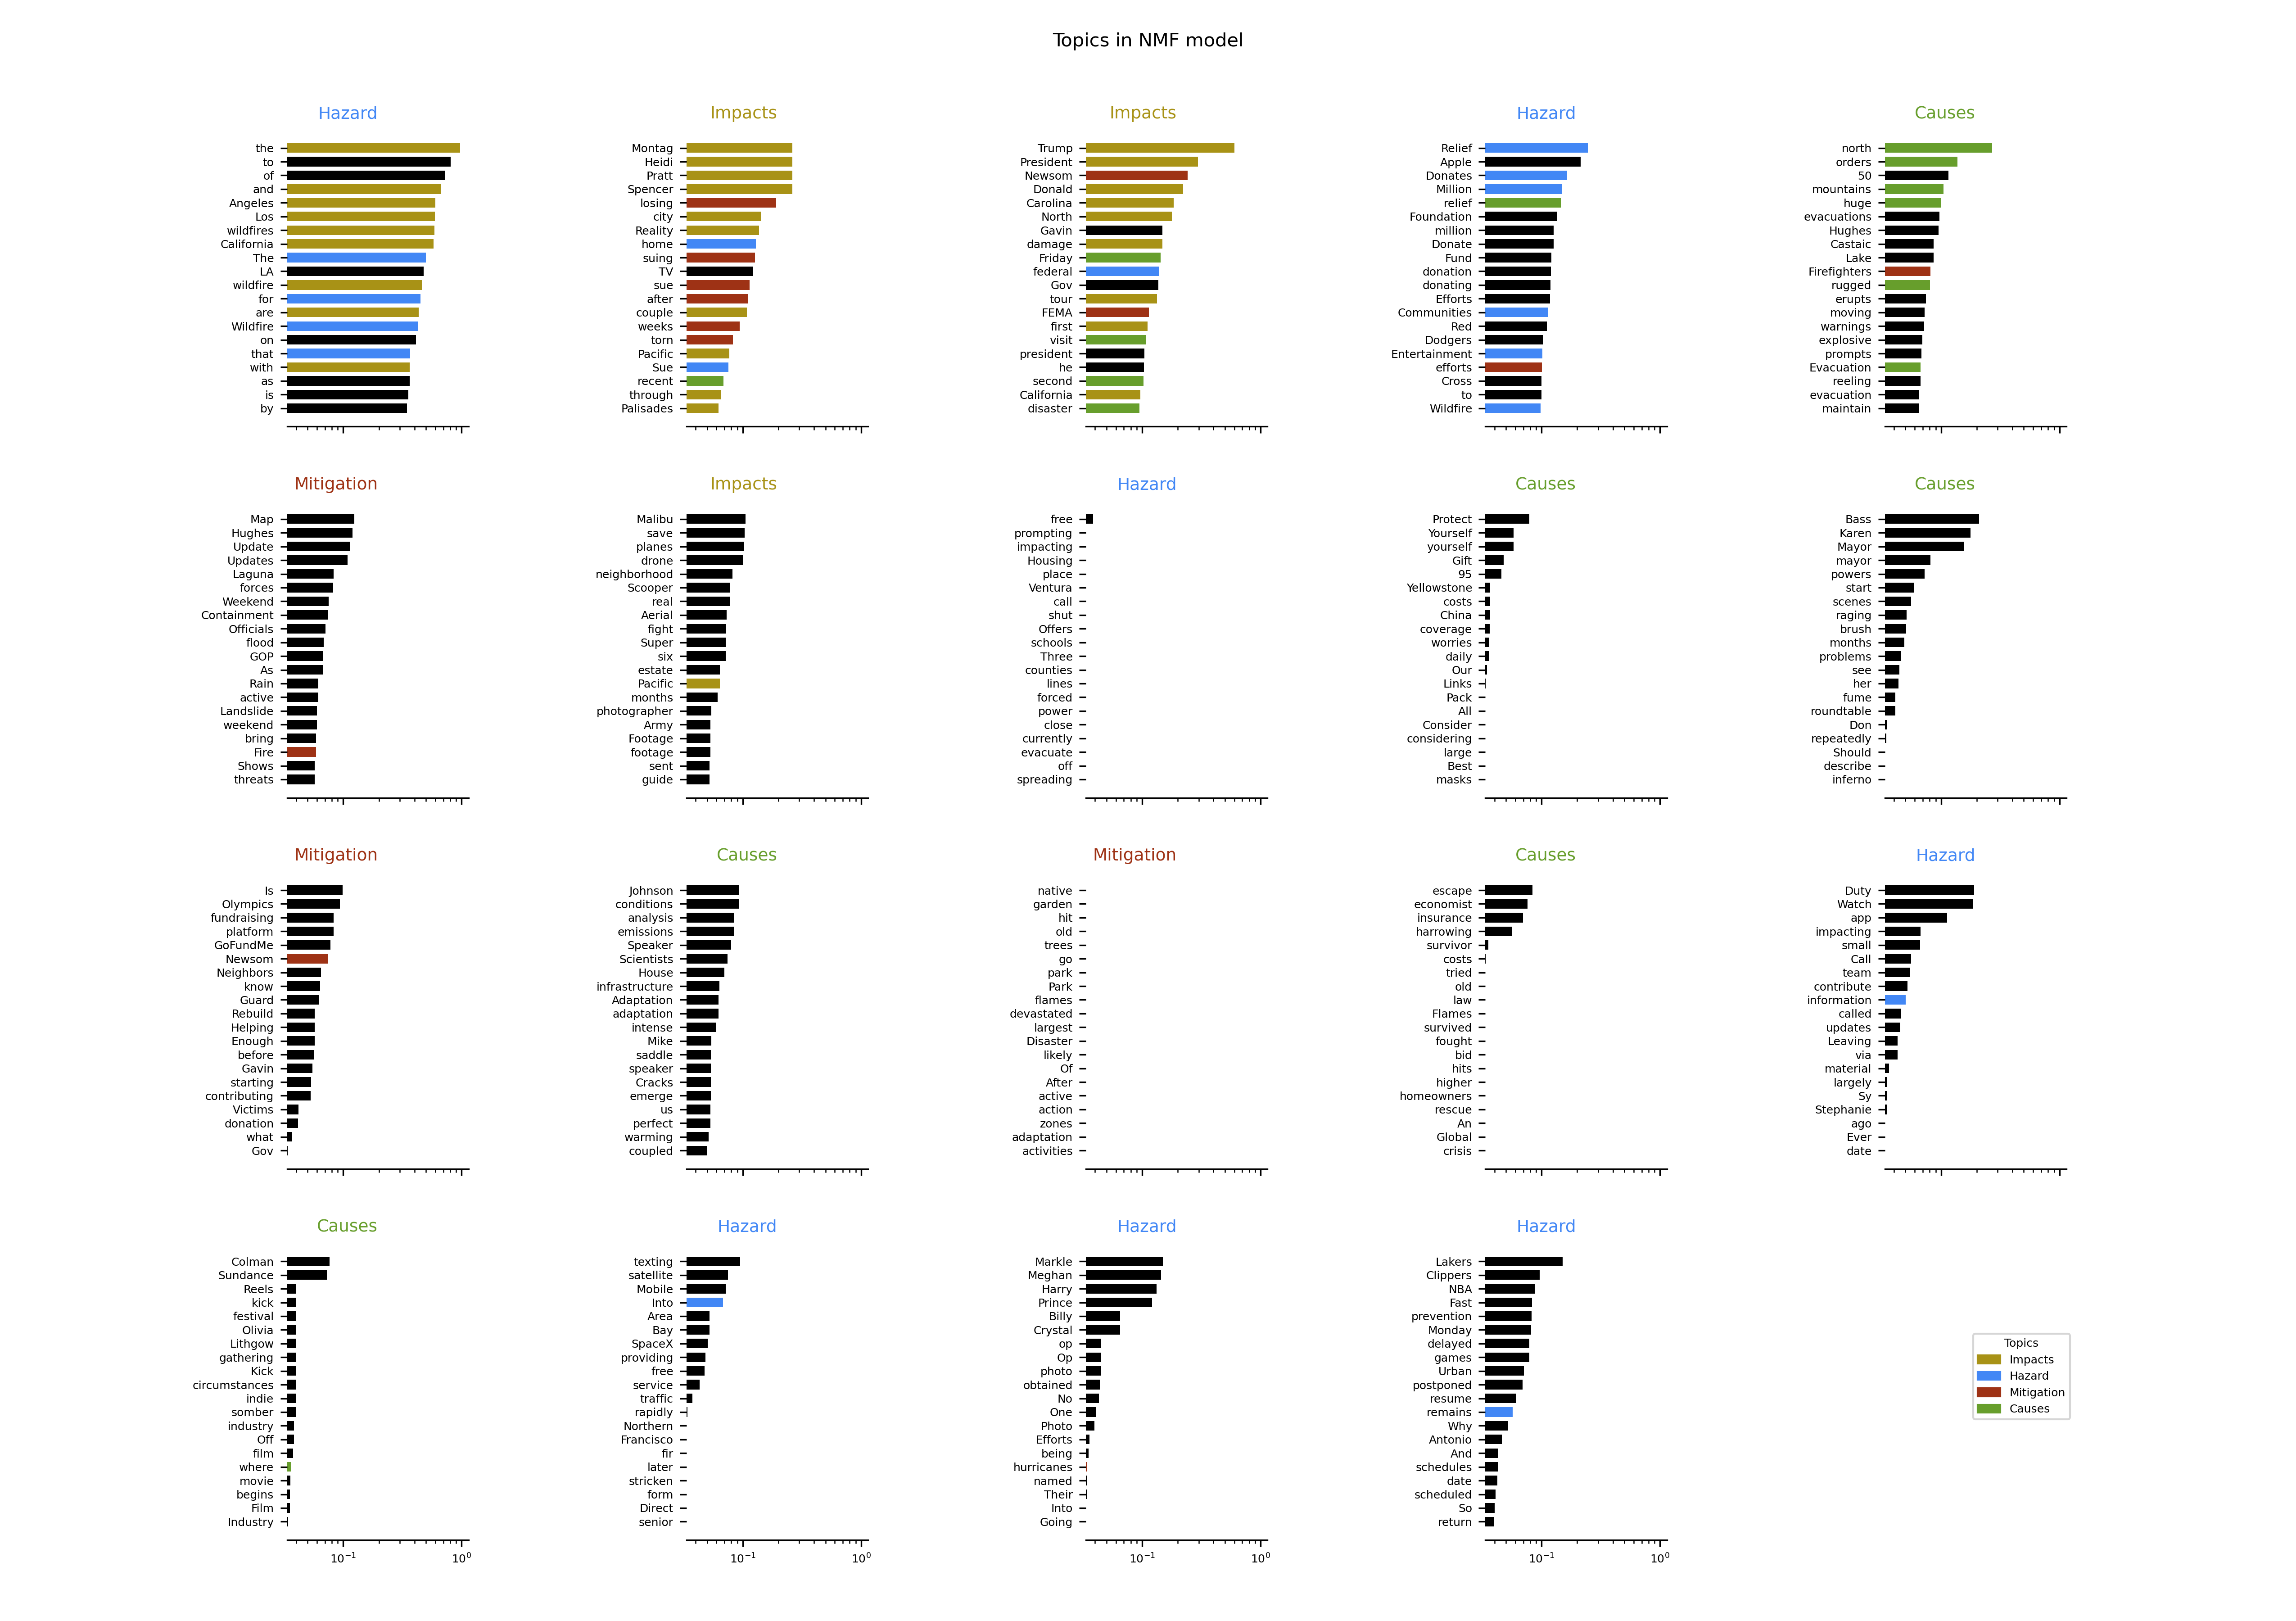 Topics in NMF model
Hazard
the
to
of
and
Angeles
Los
wildfires
California
The
LA
wildfire
for
are
Wildfire
on
that
with
as
is
by
Impacts
Montag
Heidi
Pratt
Spencer
losing
city
Reality
home
suing
TV
sue
after
couple
weeks
torn
Pacific
Sue
recent
through
Palisades
Impacts
Trump
President
Newsom
Donald
Carolina
North
Gavin
damage
Friday
federal
Gov
tour
FEMA
first
visit
president
he
second
California
disaster
Hazard
Relief
Apple
Donates
Million
relief
Foundation
million
Donate
Fund
donation
donating
Efforts
Communities
Red
Dodgers
Entertainment
efforts
Cross
to
Wildfire
Causes
north
orders
50
mountains
huge
evacuations
Hughes
Castaic
Lake
Firefighters
rugged
erupts
moving
warnings
explosive
prompts
Evacuation
reeling
evacuation
maintain
Mitigation
Map
Hughes
Update
Updates
Laguna
forces
Weekend
Containment
Officials
flood
GOP
As
Rain
active
Landslide
weekend
bring
Fire
Shows
threats
Impacts
Malibu
save
planes
drone
neighborhood
Scooper
real
Aerial
fight
Super
six
estate
Pacific
months
photographer
Army
Footage
footage
sent
guide
Hazard
free
prompting
impacting
Housing
place
Ventura
call
shut
Offers
schools
Three
counties
lines
forced
power
close
currently
evacuate
off
spreading
Causes
Protect
Yourself
yourself
Gift
95
Yellowstone
costs
China
coverage
worries
daily
Our
Links
Pack
All
Consider
considering
large
Best
masks
Causes
Bass
Karen
Mayor
mayor
powers
start
scenes
raging
brush
months
problems
see
her
fume
roundtable
Don
repeatedly
Should
describe
inferno
Mitigation
Is
Olympics
fundraising
platform
GoFundMe
Newsom
Neighbors
know
Guard
Rebuild
Helping
Enough
before
Gavin
starting
contributing
Victims
donation
what
Gov
Causes
Johnson
conditions
analysis
emissions
Speaker
Scientists
House
infrastructure
Adaptation
adaptation
intense
Mike
saddle
speaker
Cracks
emerge
us
perfect
warming
coupled
Mitigation
native
garden
hit
old
trees
go
park
Park
flames
devastated
largest
Disaster
likely
Of
After
active
action
zones
adaptation
activities
Causes
escape
economist
insurance
harrowing
survivor
costs
tried
old
law
Flames
survived
fought
bid
hits
higher
homeowners
rescue
An
Global
crisis
Hazard
Duty
Watch
app
impacting
small
Call
team
contribute
information
called
updates
Leaving
via
material
largely
Sy
Stephanie
ago
Ever
date
Causes
Colman
Sundance
Reels
kick
festival
Olivia
Lithgow
gathering
Kick
circumstances
indie
somber
industry
Off
film
where
movie
begins
Film
Industry
10⁻¹ 10⁰
Hazard
texting
satellite
Mobile
Into
Area
Bay
SpaceX
providing
free
service
traffic
rapidly
Northern
Francisco
fir
later
stricken
form
Direct
senior
10⁻¹ 10⁰
Hazard
Markle
Meghan
Harry
Prince
Billy
Crystal
op
Op
photo
obtained
No
One
Photo
Efforts
being
hurricanes
named
Their
Into
Going
10⁻¹ 10⁰
Hazard
Lakers
Clippers
NBA
Fast
prevention
Monday
delayed
games
Urban
postponed
resume
remains
Why
Antonio
And
schedules
date
scheduled
So
return
10⁻¹ 10⁰
Topics
Impacts
Hazard
Mitigation
Causes